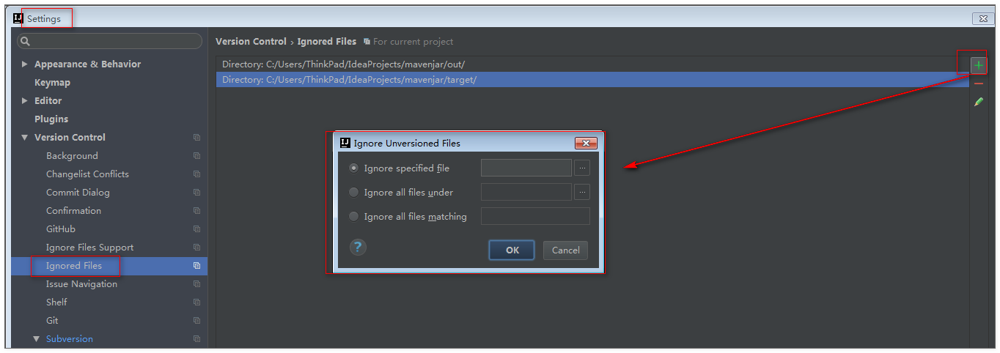 Settings
Version Control › Ignored Files For current project
Appearance & Behavior
Keymap
Editor
Plugins
Version Control
Background
Changelist Conflicts
Commit Dialog
Confirmation
GitHub
Ignore Files Support
Ignored Files
Issue Navigation
Shelf
Git
Subversion
Directory: C:/Users/ThinkPad/IdeaProjects/mavenjar/out/
Directory: C:/Users/ThinkPad/IdeaProjects/mavenjar/target/
Ignore Unversioned Files
Ignore specified file ...
Ignore all files under ...
Ignore all files matching
? OK Cancel